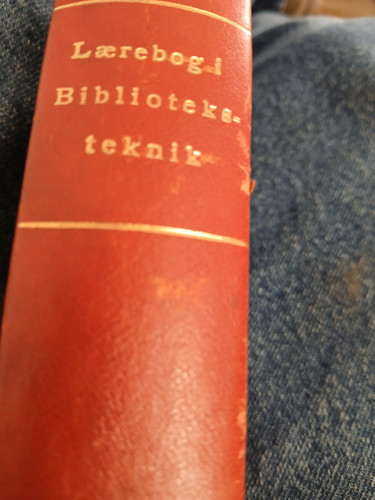 Lærebog i
Biblioteks-
teknik